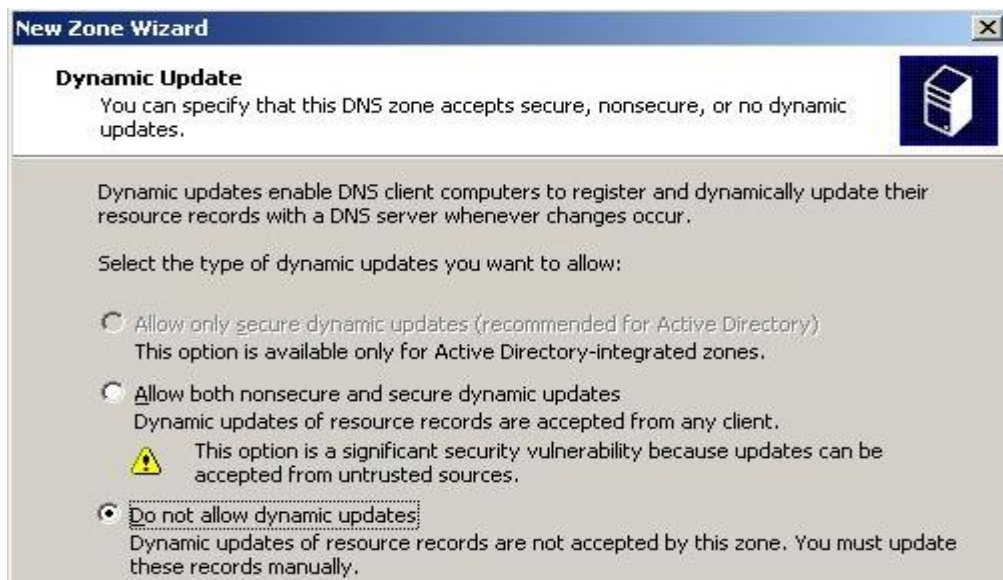 New Zone Wizard
Dynamic Update
You can specify that this DNS zone accepts secure, nonsecure, or no dynamic
updates.
Dynamic updates enable DNS client computers to register and dynamically update their
resource records with a DNS server whenever changes occur.
Select the type of dynamic updates you want to allow:
Allow only secure dynamic updates (recommended for Active Directory)
This option is available only for Active Directory-integrated zones.
Allow both nonsecure and secure dynamic updates
Dynamic updates of resource records are accepted from any client.
This option is a significant security vulnerability because updates can be
accepted from untrusted sources.
Do not allow dynamic updates
Dynamic updates of resource records are not accepted by this zone. You must update
these records manually.